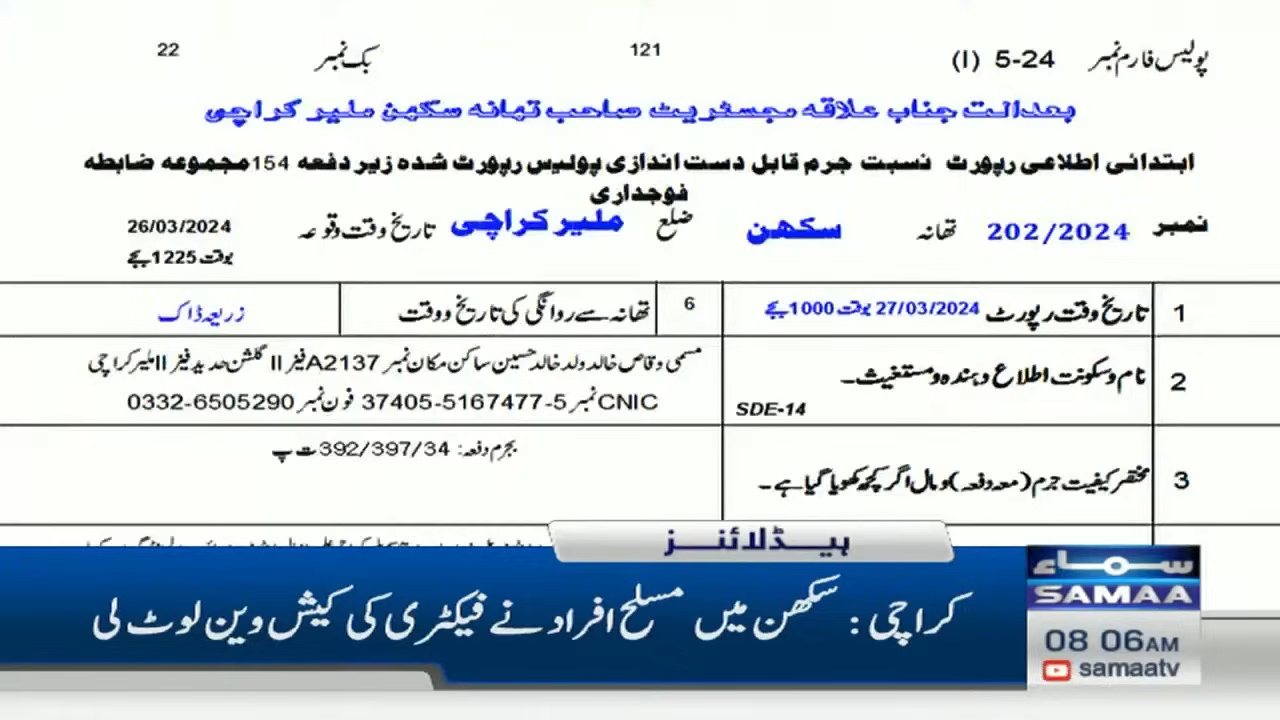 پولیس فارم نمبر 5-24 (I) 121 بک نمبر 22
بعدالت جناب علاقہ مجسٹریٹ صاحب تھانہ سکھن ملیر کراچی
ابتدائی اطلاعی رپورٹ نسبت جرم قابل دست اندازی پولیس رپورٹ شدہ زیر دفعہ 154 مجموعہ ضابطہ
فوجداری
نمبر 202/2024 تھانہ سکھن ضلع ملیر کراچی تاریخ وقت وقوعہ 26/03/2024
بوقت 1225 بجے
1 تاریخ وقت رپورٹ 27/03/2024 بوقت 1000 بجے 6 تھانہ سے روانگی کی تاریخ و وقت زریعہ ڈاک
2 نام و سکونت اطلاع دہندہ و مستغیث۔
SDE-14
مسمی وقاص خالد ولد خالد حسین ساکن مکان نمبر A2137 فیز II گلشن حدید فیز II ملیر کراچی
CNIC نمبر 37405-5167477-5 فون نمبر 0332-6505290
3 مختصر کیفیت جرم (معہ دفعہ) و مال اگر کچھ کھویا گیا ہے۔
بجرم دفعہ: 392/397/34 ت پ
ہیڈلائنز
کراچی: سکھن میں مسلح افراد نے فیکٹری کی کیش وین لوٹ لی
سماء
SAMAA
08 06 AM
samaatv